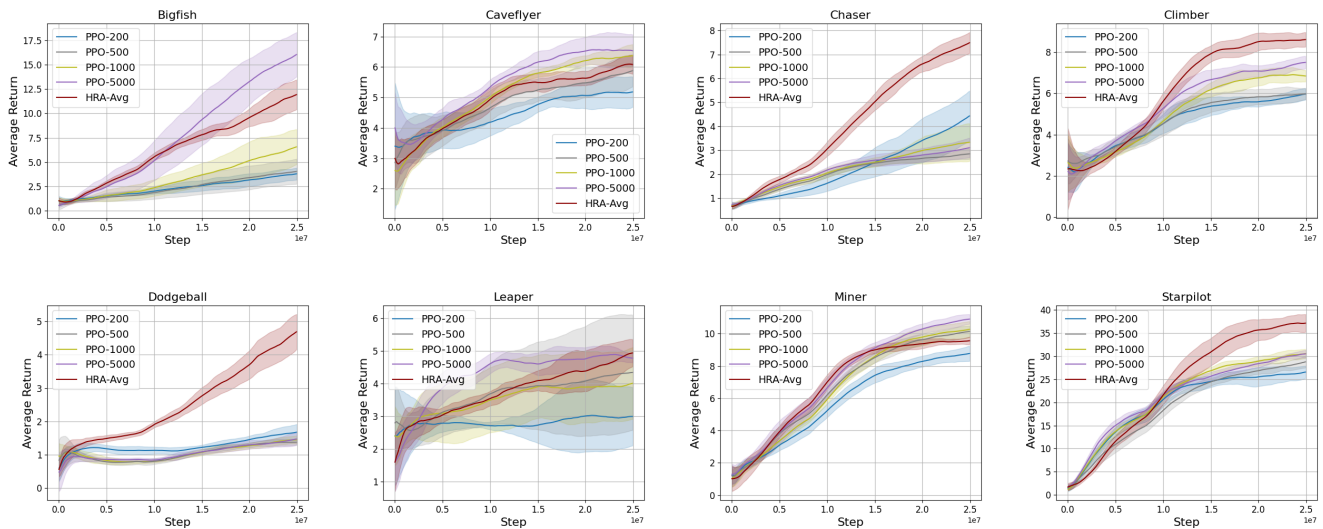 Bigfish
Average Return
17.5
15.0
12.5
10.0
7.5
5.0
2.5
0.0
PPO-200
PPO-500
PPO-1000
PPO-5000
HRA-Avg
0.0 0.5 1.0 1.5 2.0 2.5
Step
1e7
Caveflyer
Average Return
7
6
5
4
3
2
PPO-200
PPO-500
PPO-1000
PPO-5000
HRA-Avg
0.0 0.5 1.0 1.5 2.0 2.5
Step
1e7
Chaser
Average Return
8
7
6
5
4
3
2
1
PPO-200
PPO-500
PPO-1000
PPO-5000
HRA-Avg
0.0 0.5 1.0 1.5 2.0 2.5
Step
1e7
Climber
Average Return
8
6
4
2
0
PPO-200
PPO-500
PPO-1000
PPO-5000
HRA-Avg
0.0 0.5 1.0 1.5 2.0 2.5
Step
1e7
Dodgeball
Average Return
5
4
3
2
1
0
PPO-200
PPO-500
PPO-1000
PPO-5000
HRA-Avg
0.0 0.5 1.0 1.5 2.0 2.5
Step
1e7
Leaper
Average Return
6
5
4
3
2
1
PPO-200
PPO-500
PPO-1000
PPO-5000
HRA-Avg
0.0 0.5 1.0 1.5 2.0 2.5
Step
1e7
Miner
Average Return
10
8
6
4
2
0
PPO-200
PPO-500
PPO-1000
PPO-5000
HRA-Avg
0.0 0.5 1.0 1.5 2.0 2.5
Step
1e7
Starpilot
Average Return
40
35
30
25
20
15
10
5
0
PPO-200
PPO-500
PPO-1000
PPO-5000
HRA-Avg
0.0 0.5 1.0 1.5 2.0 2.5
Step
1e7